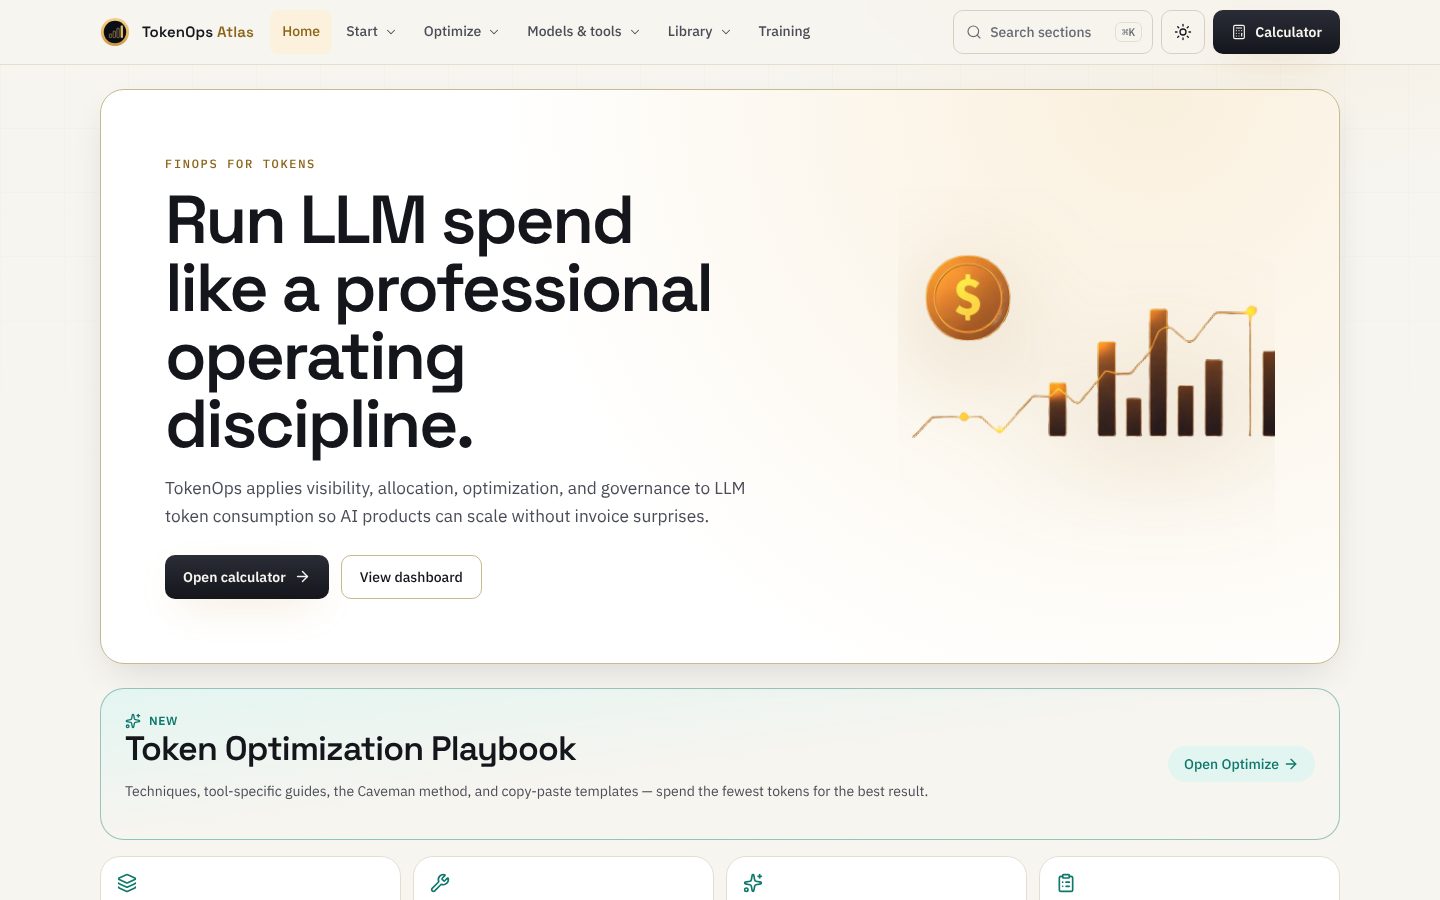 TokenOps Atlas
Home
Start
Optimize
Models & tools
Library
Training
Search sections
⌘K
Calculator
FINOPS FOR TOKENS
Run LLM spend
like a professional
operating
discipline.
TokenOps applies visibility, allocation, optimization, and governance to LLM
token consumption so AI products can scale without invoice surprises.
Open calculator
View dashboard
$
NEW
Token Optimization Playbook
Techniques, tool-specific guides, the Caveman method, and copy-paste templates — spend the fewest tokens for the best result.
Open Optimize